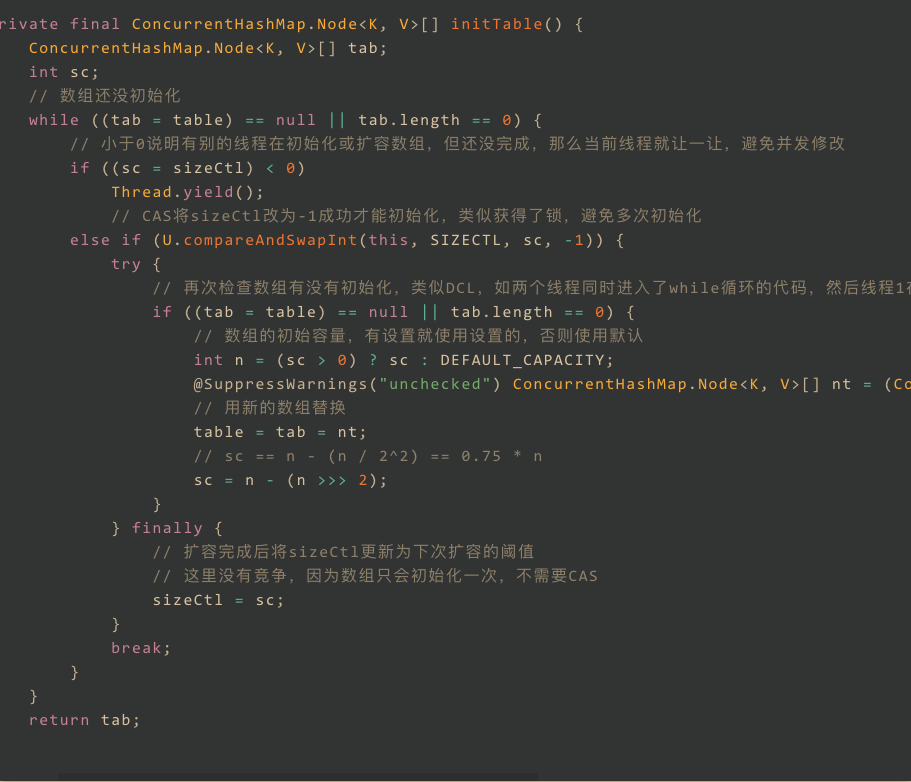 rivate final ConcurrentHashMap.Node<K, V>[] initTable() {
ConcurrentHashMap.Node<K, V>[] tab;
int sc;
// 数组还没初始化
while ((tab = table) == null || tab.length == 0) {
// 小于0说明有别的线程在初始化或扩容数组，但还没完成，那么当前线程就让一让，避免并发修改
if ((sc = sizeCtl) < 0)
Thread.yield();
// CAS将sizeCtl改为-1成功才能初始化，类似获得了锁，避免多次初始化
else if (U.compareAndSwapInt(this, SIZECTL, sc, -1)) {
try {
// 再次检查数组有没有初始化，类似DCL，如两个线程同时进入了while循环的代码，然后线程1在
if ((tab = table) == null || tab.length == 0) {
// 数组的初始容量，有设置就使用设置的，否则使用默认
int n = (sc > 0) ? sc : DEFAULT_CAPACITY;
@SuppressWarnings("unchecked") ConcurrentHashMap.Node<K, V>[] nt = (Co
// 用新的数组替换
table = tab = nt;
// sc == n - (n / 2^2) == 0.75 * n
sc = n - (n >>> 2);
}
} finally {
// 扩容完成后将sizeCtl更新为下次扩容的阈值
// 这里没有竞争，因为数组只会初始化一次，不需要CAS
sizeCtl = sc;
}
break;
}
}
return tab;